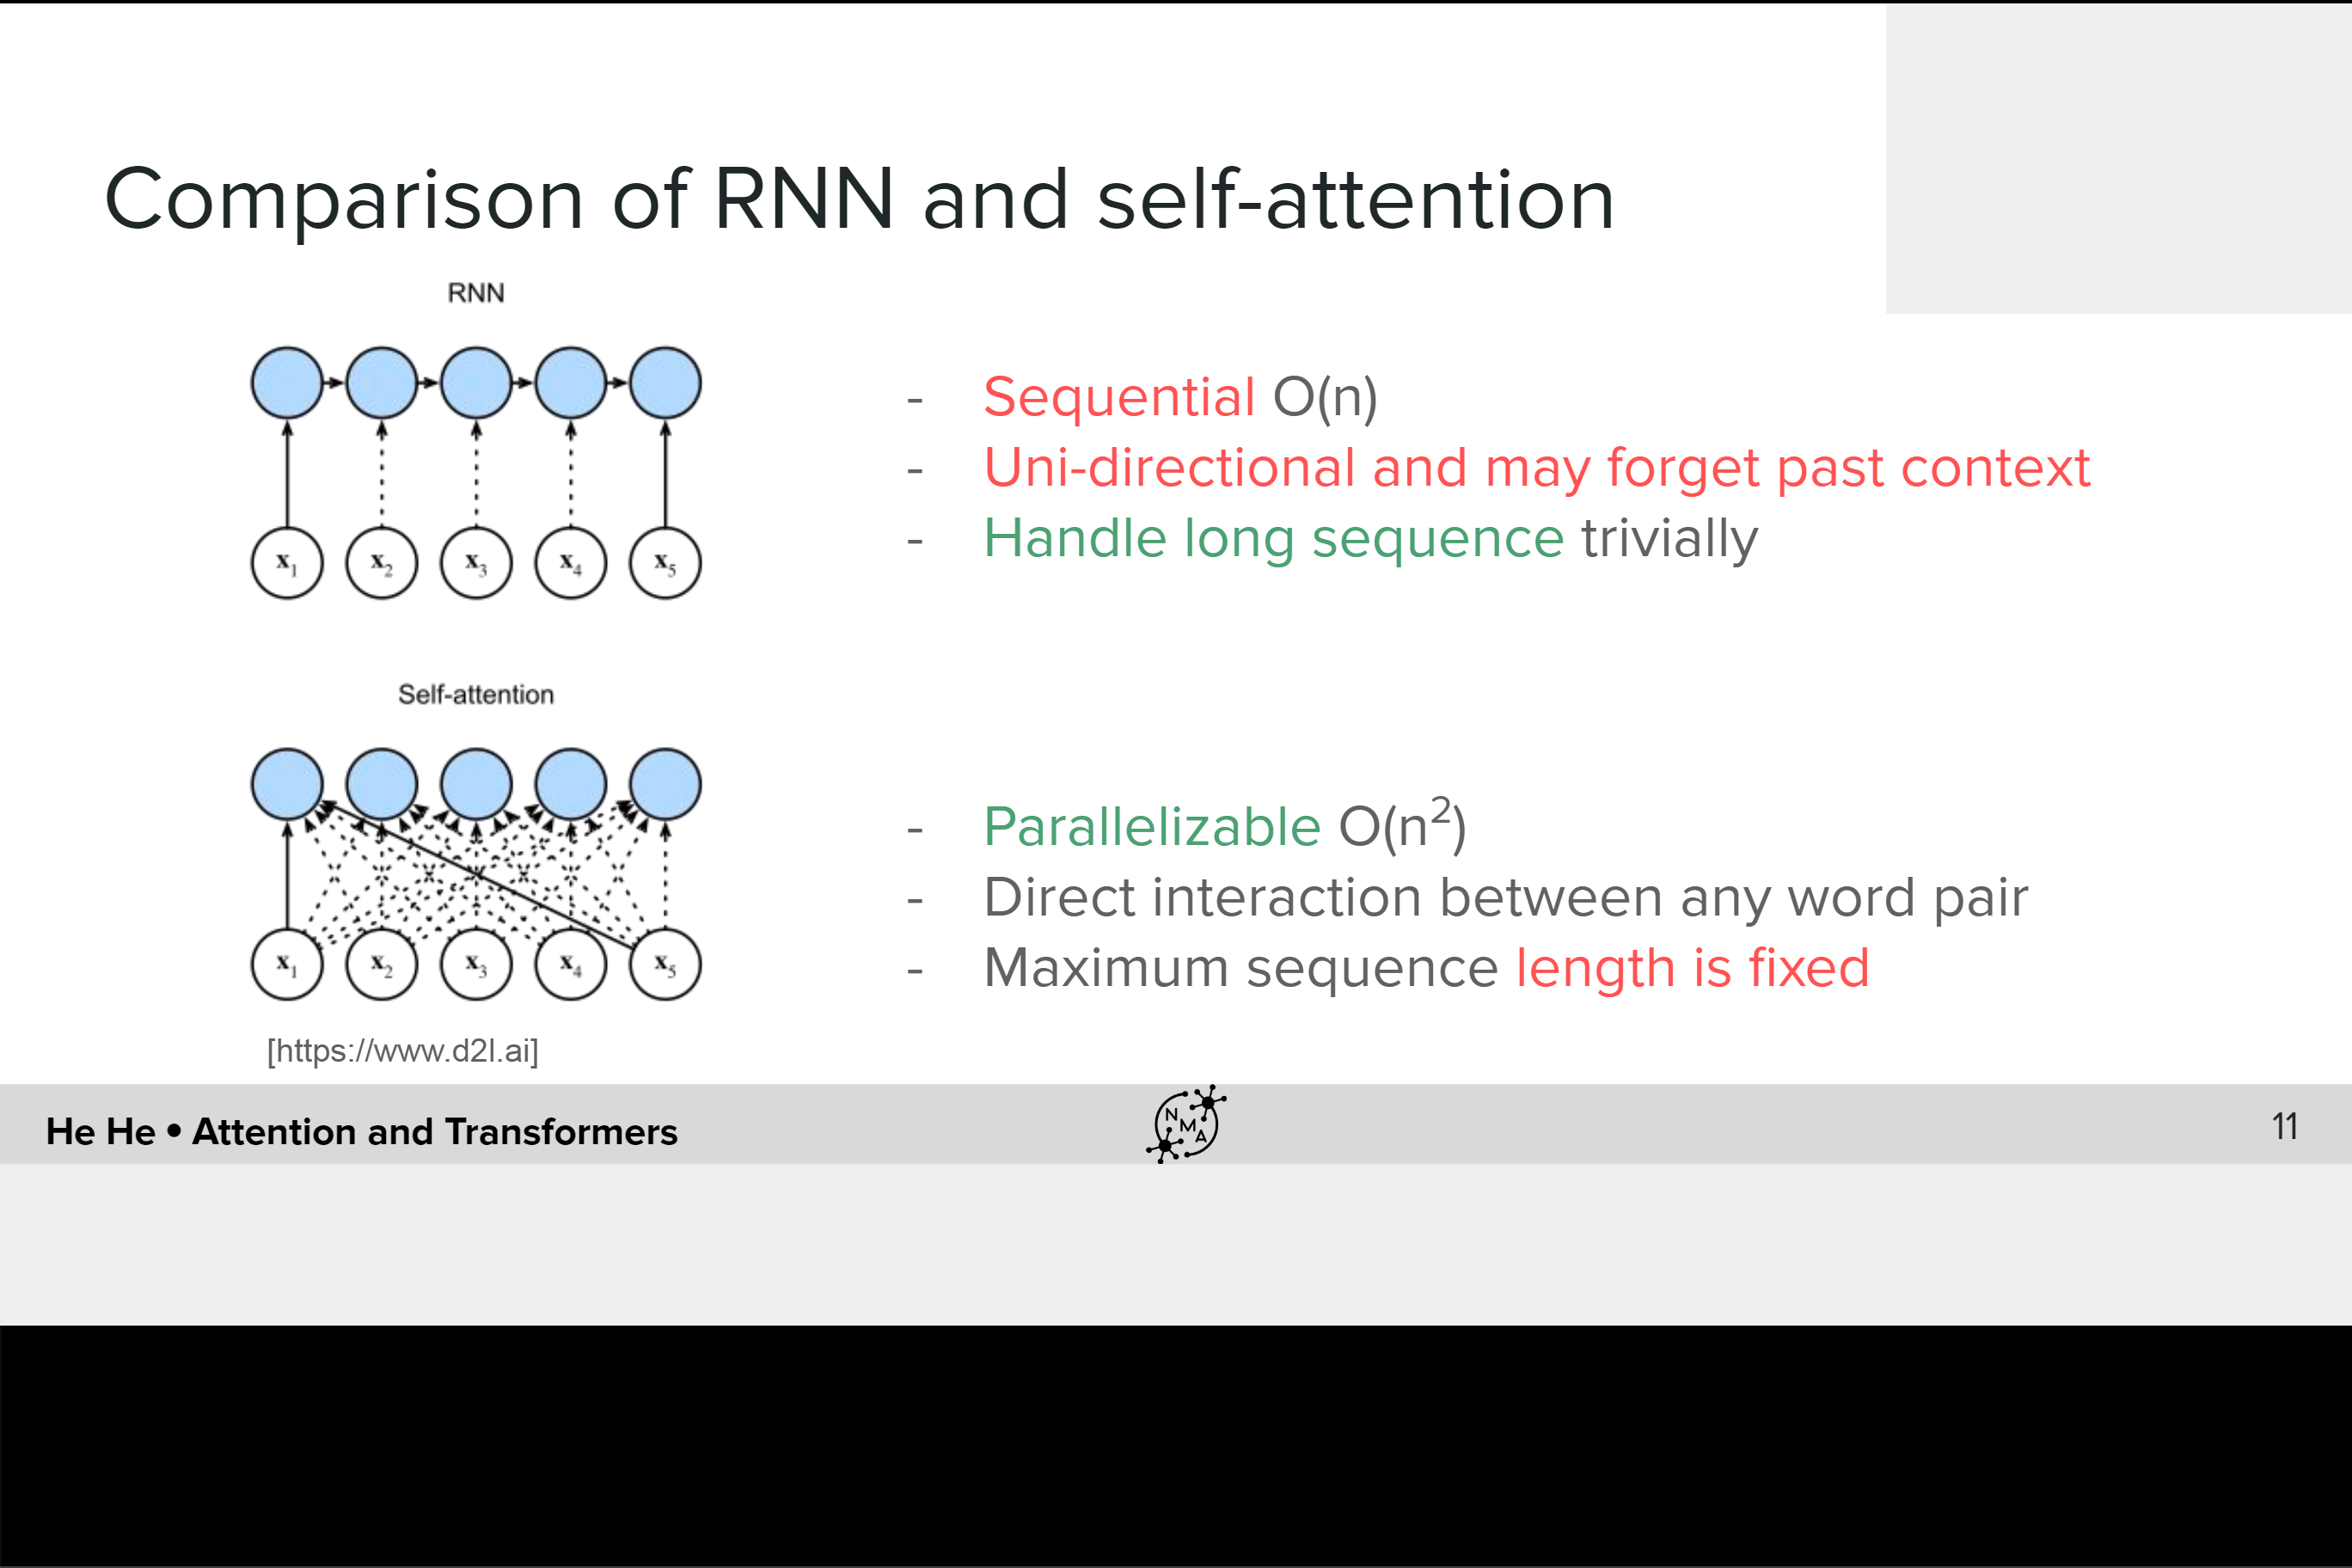 Comparison of RNN and self-attention
RNN
x1 x2 x3 x4 x5
- Sequential O(n)
- Uni-directional and may forget past context
- Handle long sequence trivially
Self-attention
x1 x2 x3 x4 x5
- Parallelizable O(n²)
- Direct interaction between any word pair
- Maximum sequence length is fixed
[https://www.d2l.ai]
He He • Attention and Transformers
NMA
11